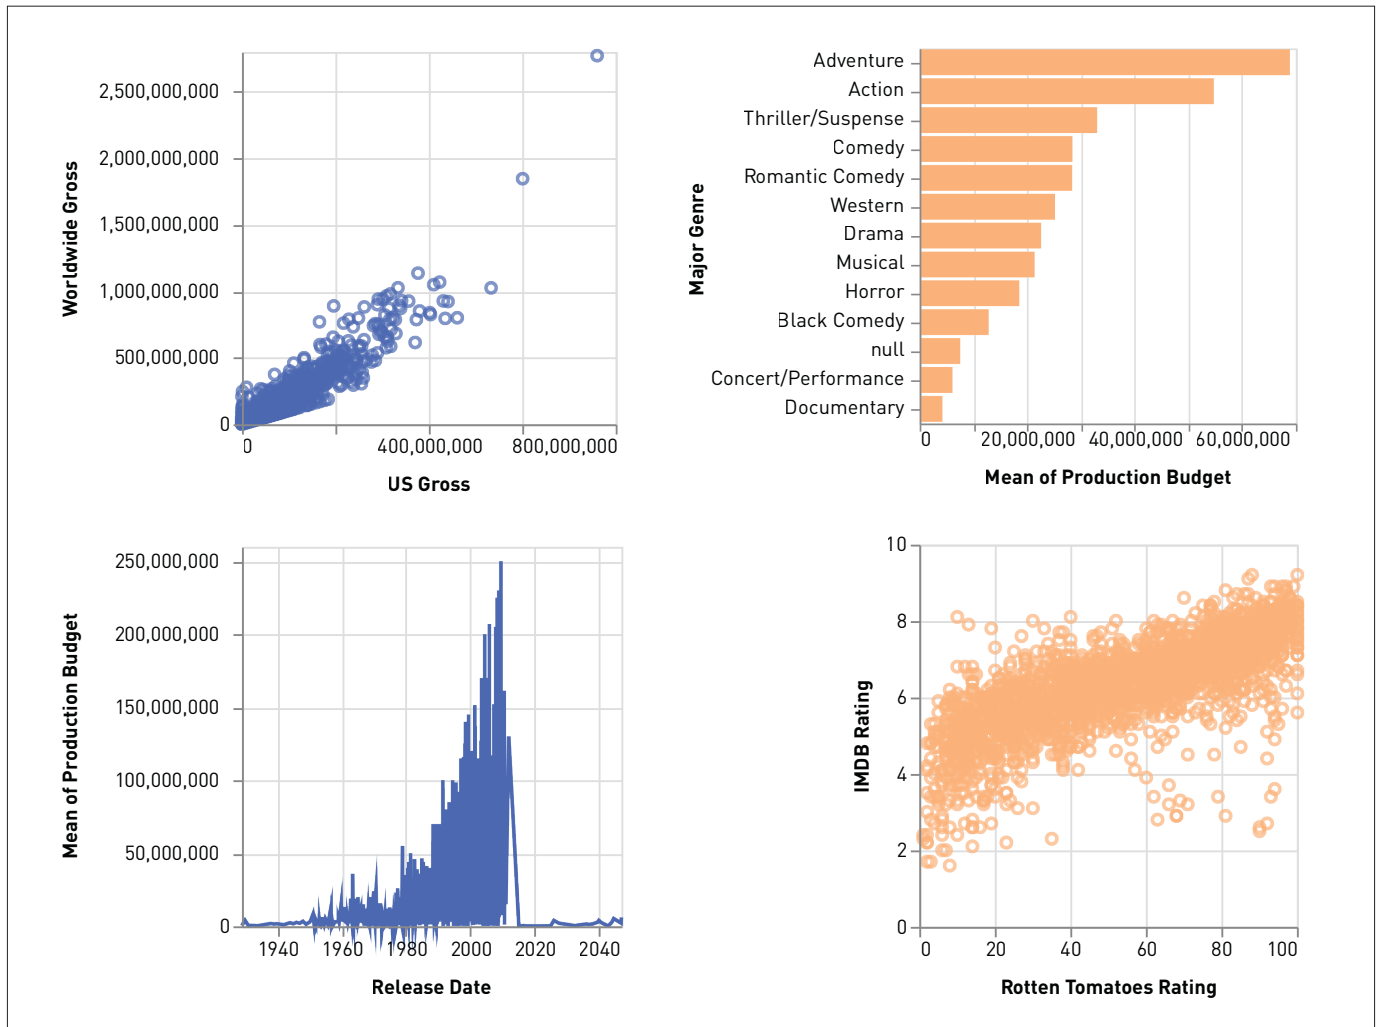 2,500,000,000
2,000,000,000
1,500,000,000
1,000,000,000
500,000,000
0
Worldwide Gross
0
400,000,000
800,000,000
US Gross
Adventure
Action
Thriller/Suspense
Comedy
Romantic Comedy
Western
Drama
Musical
Horror
Black Comedy
null
Concert/Performance
Documentary
Major Genre
0
20,000,000
40,000,000
60,000,000
Mean of Production Budget
250,000,000
200,000,000
150,000,000
100,000,000
50,000,000
0
Mean of Production Budget
1940
1960
1980
2000
2020
2040
Release Date
10
8
6
4
2
0
IMDB Rating
0
20
40
60
80
100
Rotten Tomatoes Rating